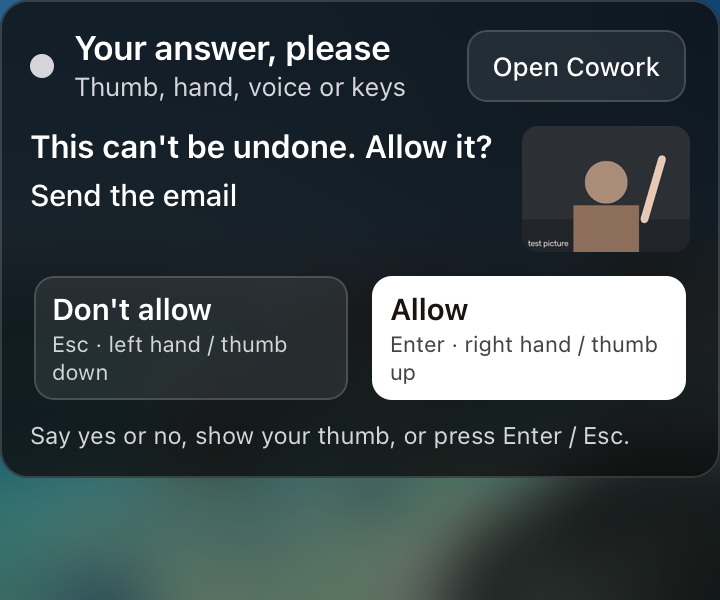 Your answer, please
Thumb, hand, voice or keys
Open Cowork
This can't be undone. Allow it?
Send the email
test picture
Don't allow
Esc · left hand / thumb
down
Allow
Enter · right hand / thumb
up
Say yes or no, show your thumb, or press Enter / Esc.